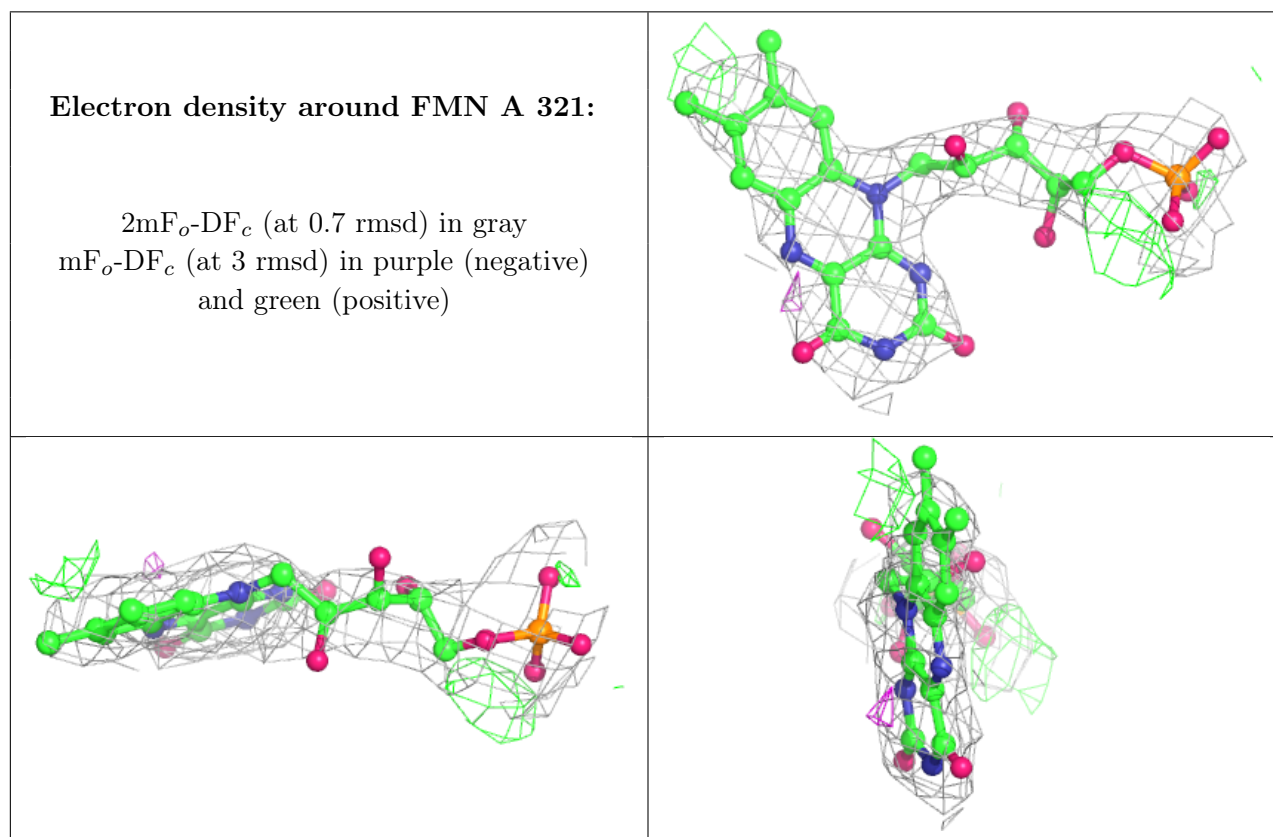 Electron density around FMN A 321:
2mFo-DFc (at 0.7 rmsd) in gray
mFo-DFc (at 3 rmsd) in purple (negative)
and green (positive)